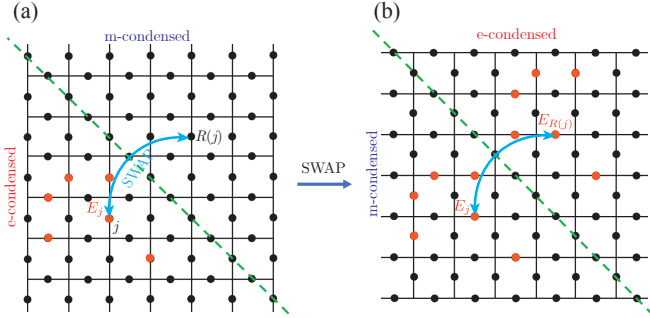 (a)
m-condensed
e-condensed
R(j)
SWAP
E_j
j
SWAP
(b)
e-condensed
m-condensed
E_{R(j)}
E_j